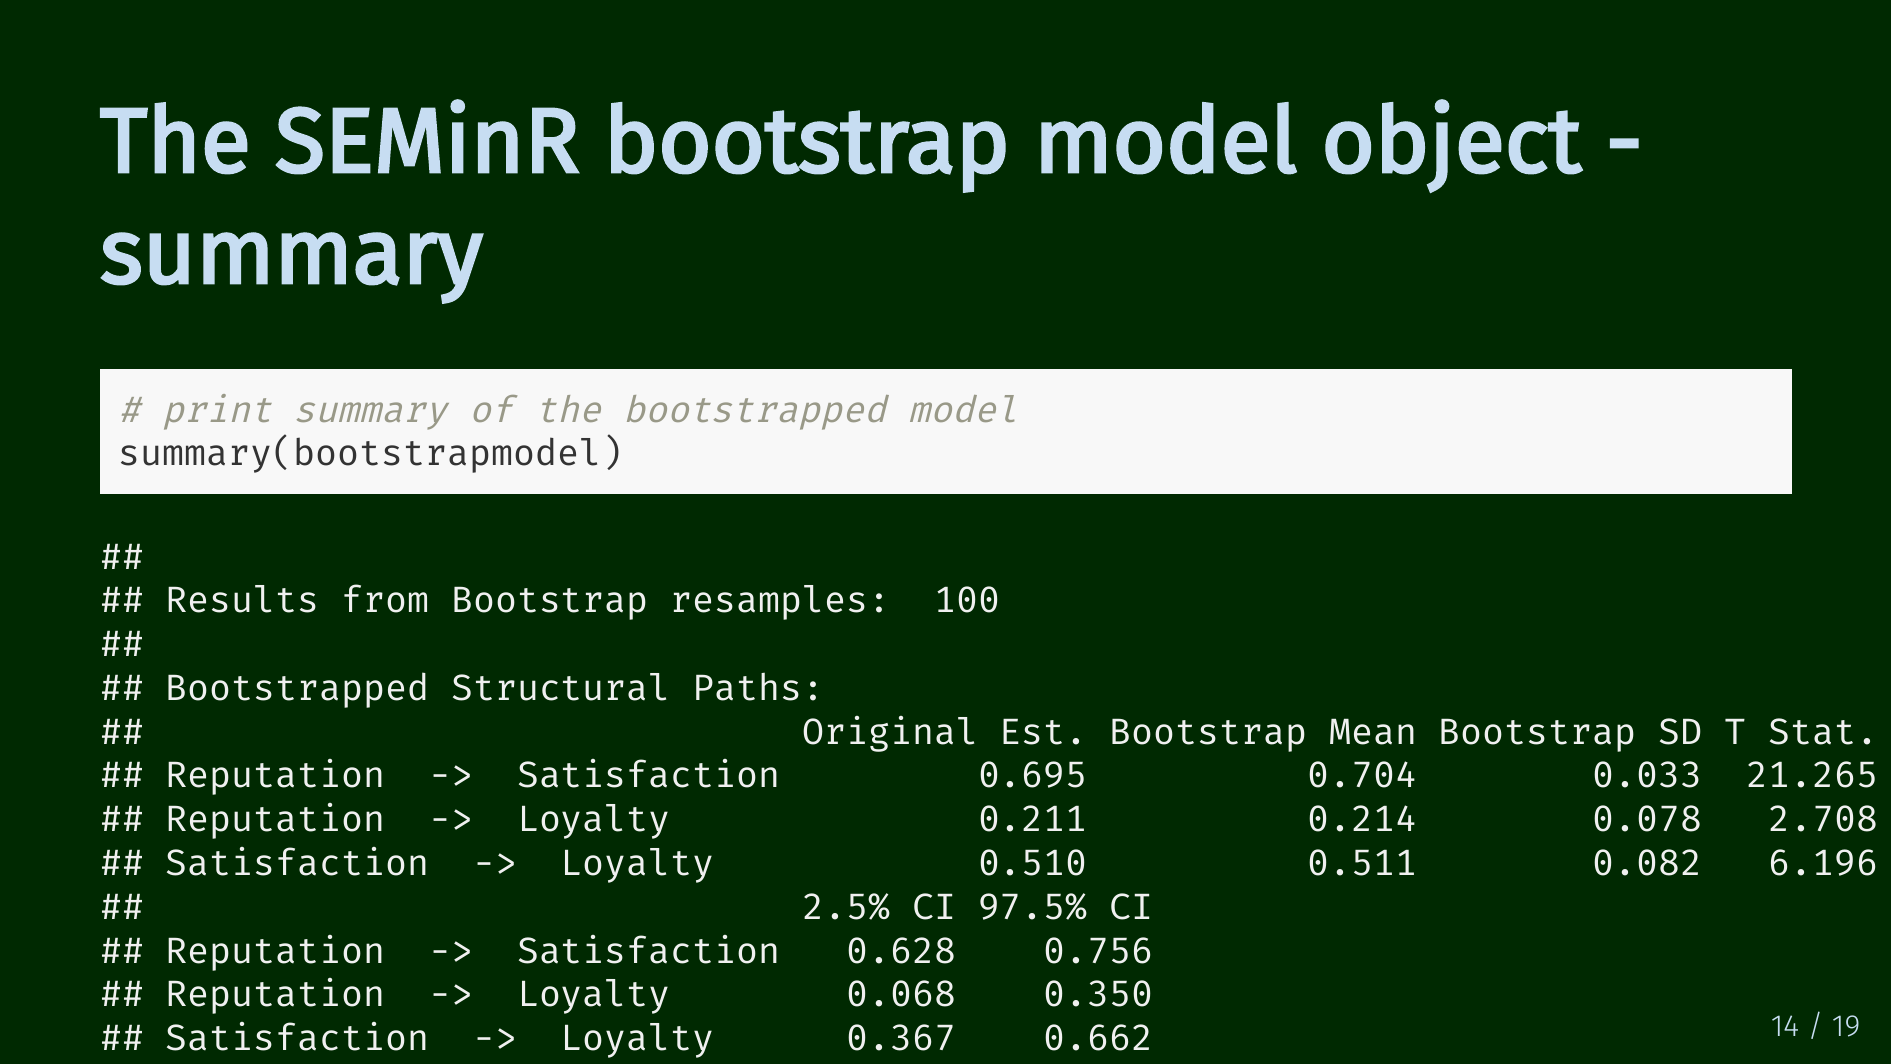 The SEMinR bootstrap model object -
summary
# print summary of the bootstrapped model
summary(bootstrapmodel)
##
## Results from Bootstrap resamples:  100
##
## Bootstrapped Structural Paths:
##                              Original Est. Bootstrap Mean Bootstrap SD T Stat.
## Reputation  ->  Satisfaction         0.695          0.704        0.033  21.265
## Reputation  ->  Loyalty              0.211          0.214        0.078   2.708
## Satisfaction  ->  Loyalty            0.510          0.511        0.082   6.196
##                              2.5% CI 97.5% CI
## Reputation  ->  Satisfaction   0.628    0.756
## Reputation  ->  Loyalty        0.068    0.350
## Satisfaction  ->  Loyalty      0.367    0.662
14 / 19